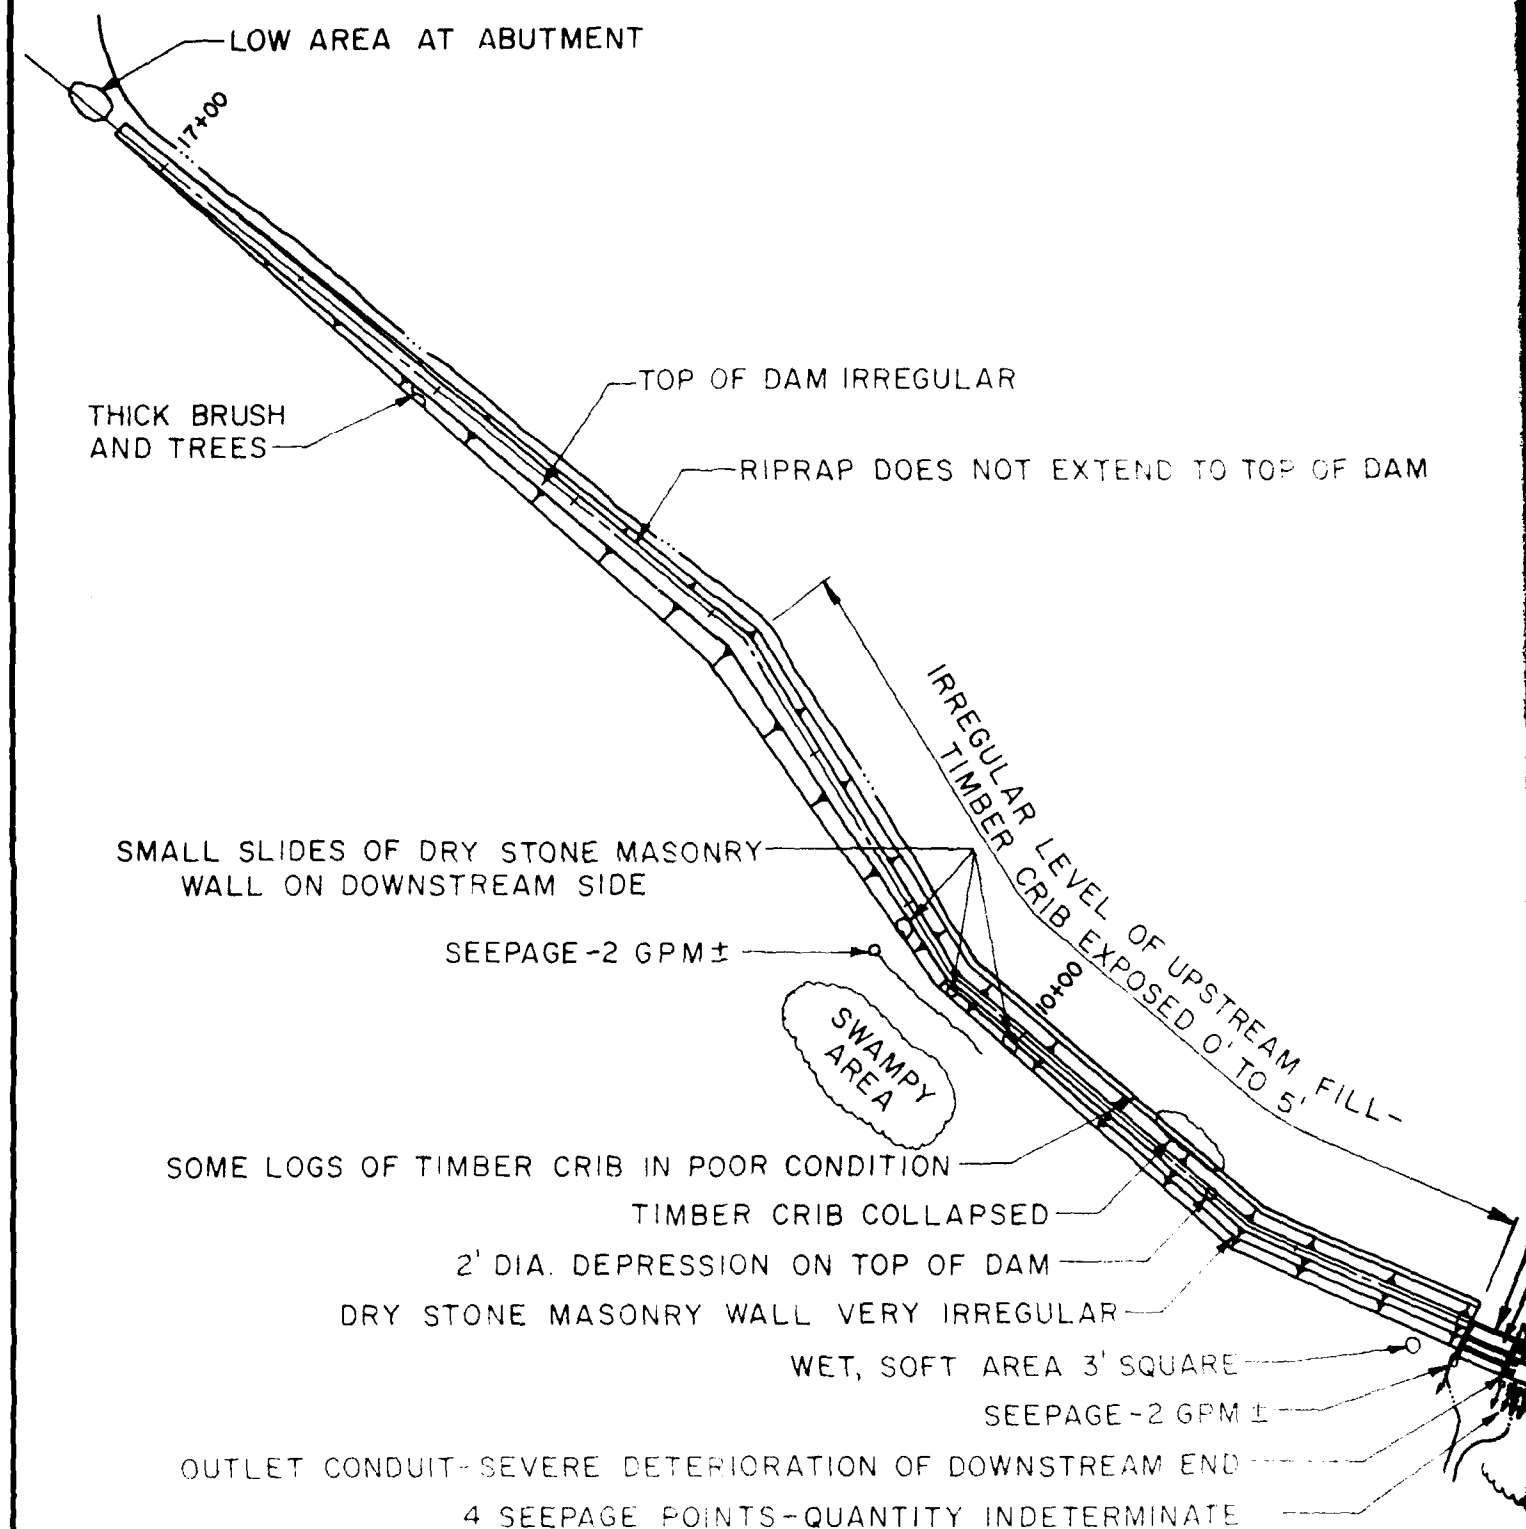 LOW AREA AT ABUTMENT
17+00
TOP OF DAM IRREGULAR
THICK BRUSH
AND TREES
RIPRAP DOES NOT EXTEND TO TOP OF DAM
IRREGULAR LEVEL OF UPSTREAM FILL-
TIMBER CRIB EXPOSED 0' TO 5'
SMALL SLIDES OF DRY STONE MASONRY
WALL ON DOWNSTREAM SIDE
SEEPAGE-2 GPM±
10+00
SWAMPY
AREA
SOME LOGS OF TIMBER CRIB IN POOR CONDITION
TIMBER CRIB COLLAPSED
2' DIA. DEPRESSION ON TOP OF DAM
DRY STONE MASONRY WALL VERY IRREGULAR
WET, SOFT AREA 3' SQUARE
SEEPAGE-2 GPM±
OUTLET CONDUIT-SEVERE DETERIORATION OF DOWNSTREAM END
4 SEEPAGE POINTS-QUANTITY INDETERMINATE